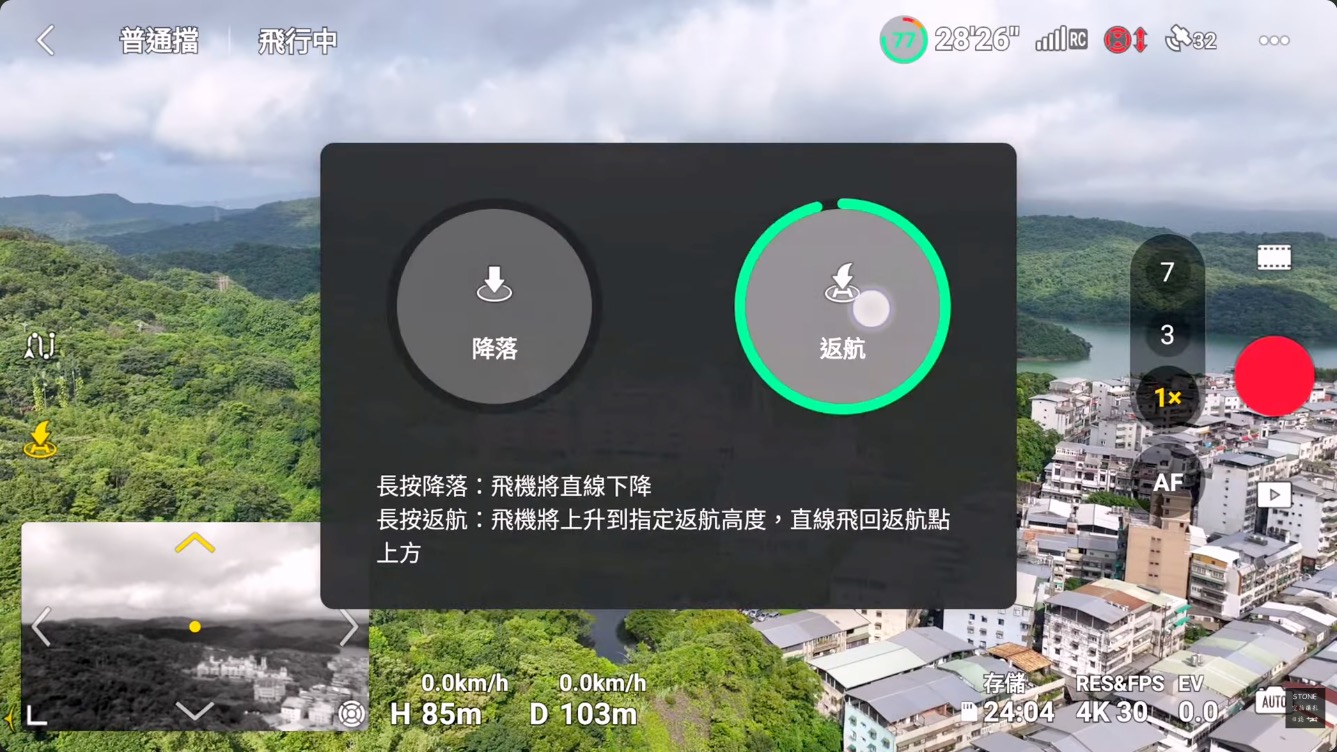 普通擋 飛行中 77 28'26" RC 32
降落
返航
長按降落：飛機將直線下降
長按返航：飛機將上升到指定返航高度，直線飛回返航點
上方
7
3
1×
AF
0.0km/h 0.0km/h
H 85m D 103m
存儲 RES&FPS EV
24:04 4K 30 0.0
AUTO
STONE